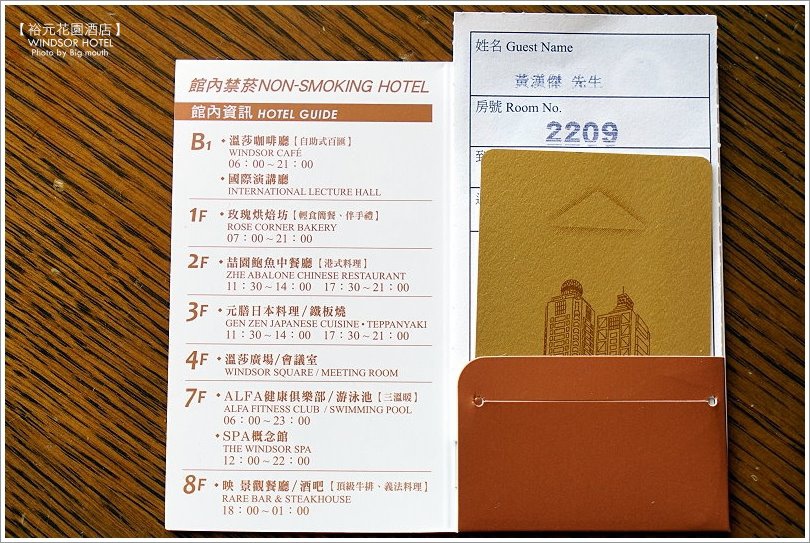 【裕元花園酒店】
WINDSOR HOTEL
Photo by Big mouth
館內禁菸NON-SMOKING HOTEL
館內資訊 HOTEL GUIDE
B1 •溫莎咖啡廳【自助式百匯】
WINDSOR CAFÉ
06：00~21：00
•國際演講廳
INTERNATIONAL LECTURE HALL
1F •玫瑰烘焙坊【輕食簡餐、伴手禮】
ROSE CORNER BAKERY
07：00~21：00
2F •喆園鮑魚中餐廳【港式料理】
ZHE ABALONE CHINESE RESTAURANT
11：30~14：00 17：30~21：00
3F •元膳日本料理/鐵板燒
GEN ZEN JAPANESE CUISINE•TEPPANYAKI
11：30~14：00 17：30~21：00
4F •溫莎廣場/會議室
WINDSOR SQUARE / MEETING ROOM
7F •ALFA健康俱樂部/游泳池【三溫暖】
ALFA FITNESS CLUB / SWIMMING POOL
06：00~23：00
•SPA概念館
THE WINDSOR SPA
12：00~22：00
8F •映 景觀餐廳/酒吧【頂級牛排、義法料理】
RARE BAR & STEAKHOUSE
18：00~01：00
姓名 Guest Name
黃漢傑 先生
房號 Room No.
2209